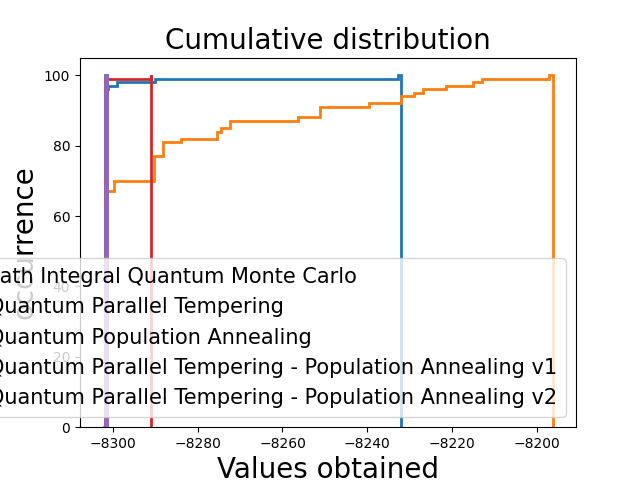 Cumulative distribution
100
80
60
40
20
0
occurrence
ath Integral Quantum Monte Carlo
Quantum Parallel Tempering
Quantum Population Annealing
Quantum Parallel Tempering - Population Annealing v1
Quantum Parallel Tempering - Population Annealing v2
−8300 −8280 −8260 −8240 −8220 −8200
Values obtained